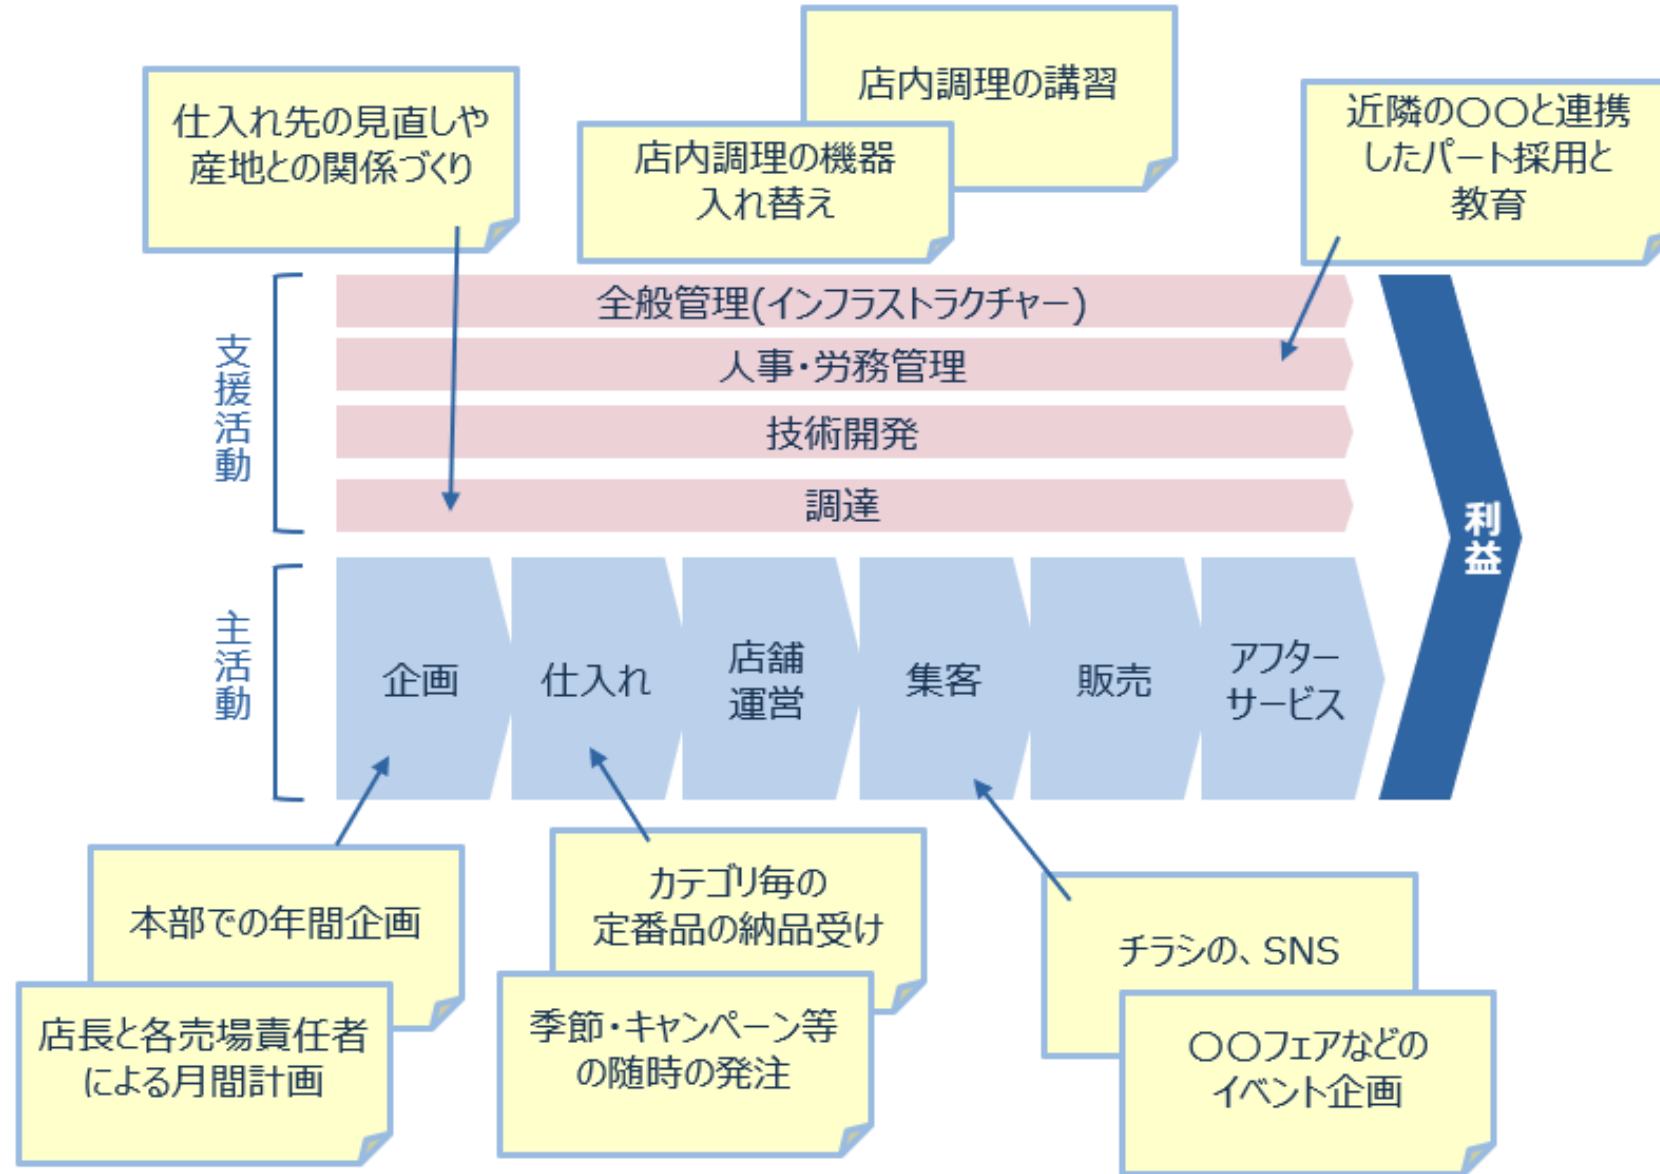 店内調理の講習
仕入れ先の見直しや
産地との関係づくり
店内調理の機器
入れ替え
近隣の〇〇と連携
したパート採用と
教育
支援活動
全般管理(インフラストラクチャー)
人事・労務管理
技術開発
調達
利益
主活動
企画
仕入れ
店舗
運営
集客
販売
アフター
サービス
本部での年間企画
店長と各売場責任者
による月間計画
カテゴリ毎の
定番品の納品受け
季節・キャンペーン等
の随時の発注
チラシの、SNS
〇〇フェアなどの
イベント企画